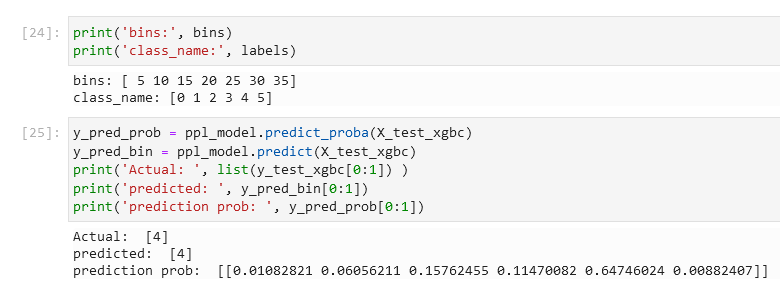 [24]: print('bins:', bins)
print('class_name:', labels)
bins: [ 5 10 15 20 25 30 35]
class_name: [0 1 2 3 4 5]
[25]: y_pred_prob = ppl_model.predict_proba(X_test_xgbc)
y_pred_bin = ppl_model.predict(X_test_xgbc)
print('Actual: ', list(y_test_xgbc[0:1]) )
print('predicted: ', y_pred_bin[0:1])
print('prediction prob: ', y_pred_prob[0:1])
Actual:  [4]
predicted:  [4]
prediction prob:  [[0.01082821 0.06056211 0.15762455 0.11470082 0.64746024 0.00882407]]